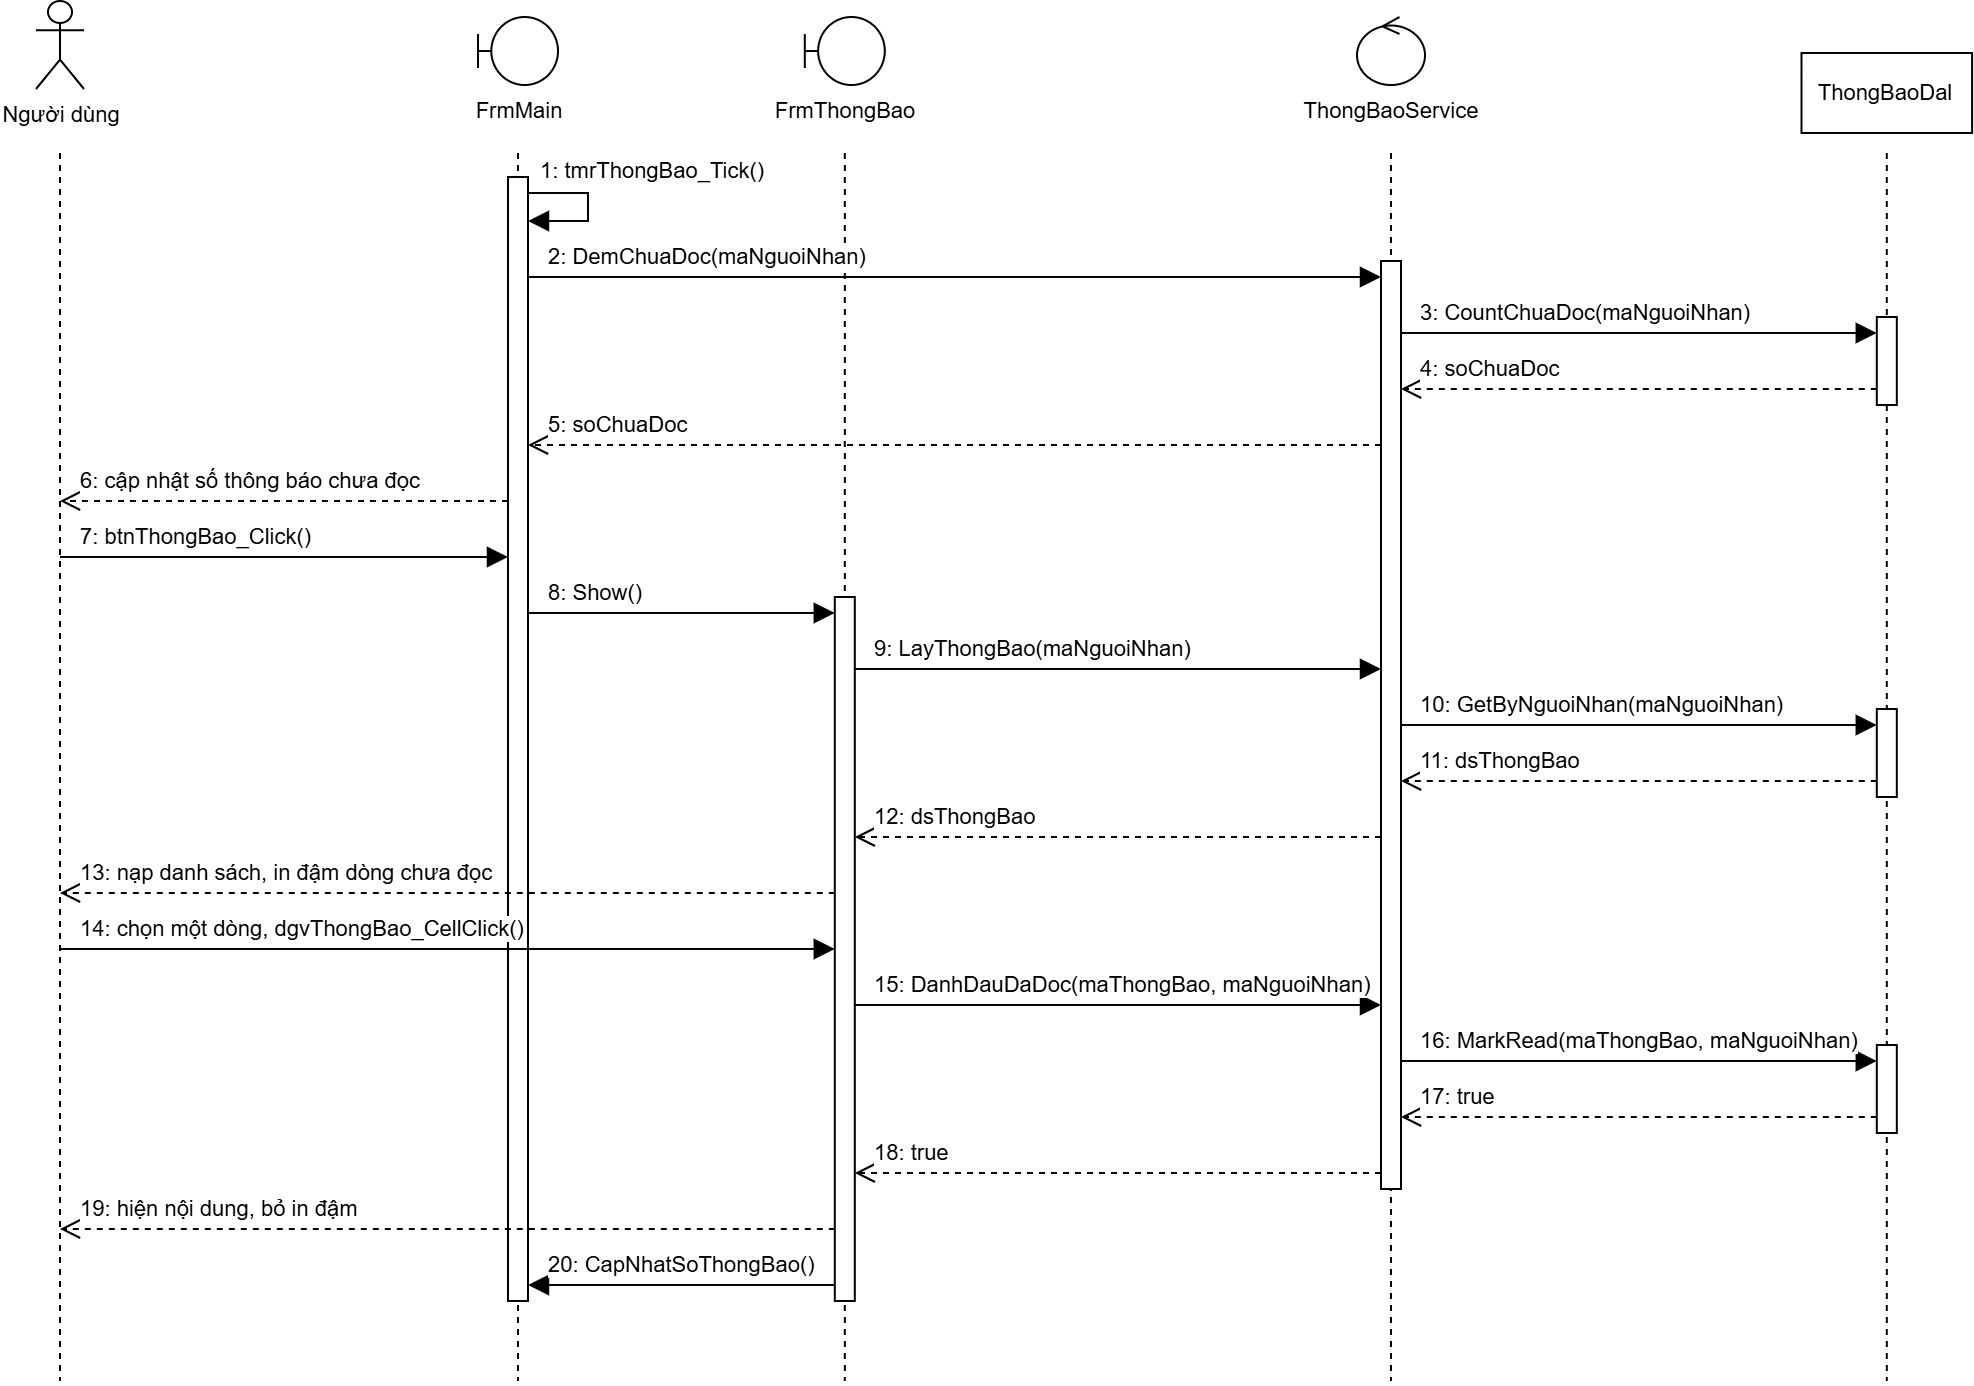 Người dùng
FrmMain
FrmThongBao
ThongBaoService
ThongBaoDal
1: tmrThongBao_Tick()
2: DemChuaDoc(maNguoiNhan)
3: CountChuaDoc(maNguoiNhan)
4: soChuaDoc
5: soChuaDoc
6: cập nhật số thông báo chưa đọc
7: btnThongBao_Click()
8: Show()
9: LayThongBao(maNguoiNhan)
10: GetByNguoiNhan(maNguoiNhan)
11: dsThongBao
12: dsThongBao
13: nạp danh sách, in đậm dòng chưa đọc
14: chọn một dòng, dgvThongBao_CellClick()
15: DanhDauDaDoc(maThongBao, maNguoiNhan)
16: MarkRead(maThongBao, maNguoiNhan)
17: true
18: true
19: hiện nội dung, bỏ in đậm
20: CapNhatSoThongBao()